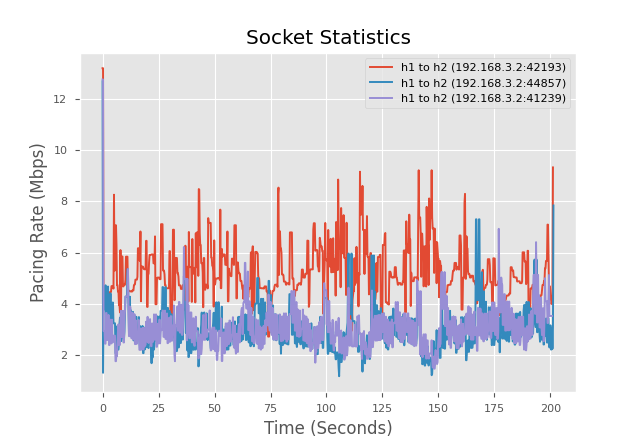 Socket Statistics
h1 to h2 (192.168.3.2:42193)
h1 to h2 (192.168.3.2:44857)
h1 to h2 (192.168.3.2:41239)
Pacing Rate (Mbps)
12
10
8
6
4
2
0 25 50 75 100 125 150 175 200
Time (Seconds)